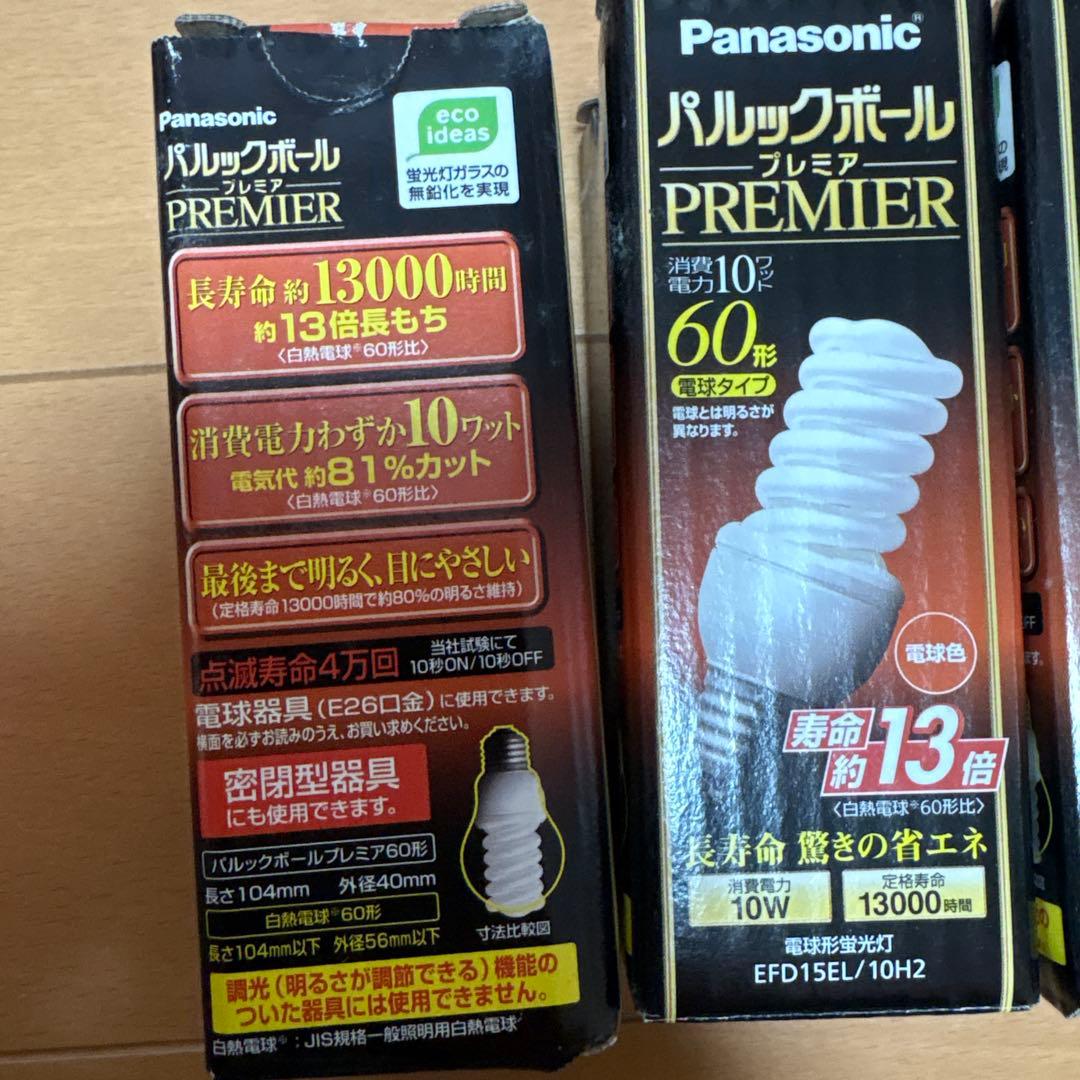 Panasonic
パルックボール
プレミア
PREMIER
eco
ideas
蛍光灯ガラスの
無鉛化を実現
長寿命 約13000時間
約13倍長もち
〈白熱電球※60形比〉
消費電力わずか10ワット
電気代 約81%カット
〈白熱電球※60形比〉
最後まで明るく、目にやさしい
(定格寿命13000時間で約80%の明るさ維持)
点滅寿命4万回 当社試験にて
10秒ON/10秒OFF
電球器具(E26口金)に使用できます。
横面を必ずお読みのうえ、お買い求めください。
密閉型器具
にも使用できます。
パルックボールプレミア60形
長さ104mm 外径40mm
白熱電球※60形
長さ104mm以下 外径56mm以下
寸法比較図
調光(明るさが調節できる)機能の
ついた器具には使用できません。
白熱電球※:JIS規格一般照明用白熱電球
Panasonic®
パルックボール
プレミア
PREMIER
消費電力10ワット
60形
電球タイプ
電球とは明るさが
異なります。
電球色
寿命
約13倍
〈白熱電球※60形比〉
長寿命 驚きの省エネ
消費電力
10W
定格寿命
13000時間
電球形蛍光灯
EFD15EL/10H2